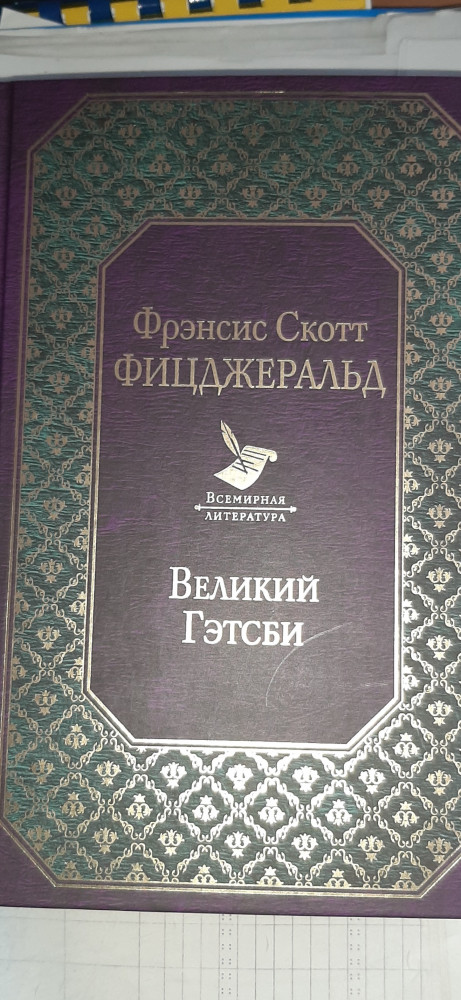 Фрэнсис Скотт
ФИЦДЖЕРАЛЬД
Всемирная
литература
Великий
Гэтсби